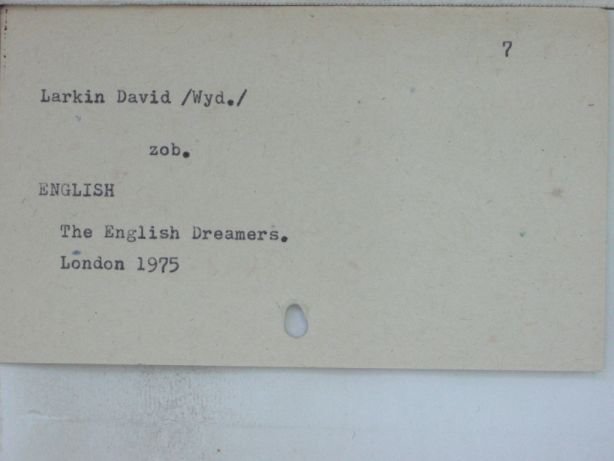 7
Larkin David /Wyd./
zob.
ENGLISH
The English Dreamers.
London 1975